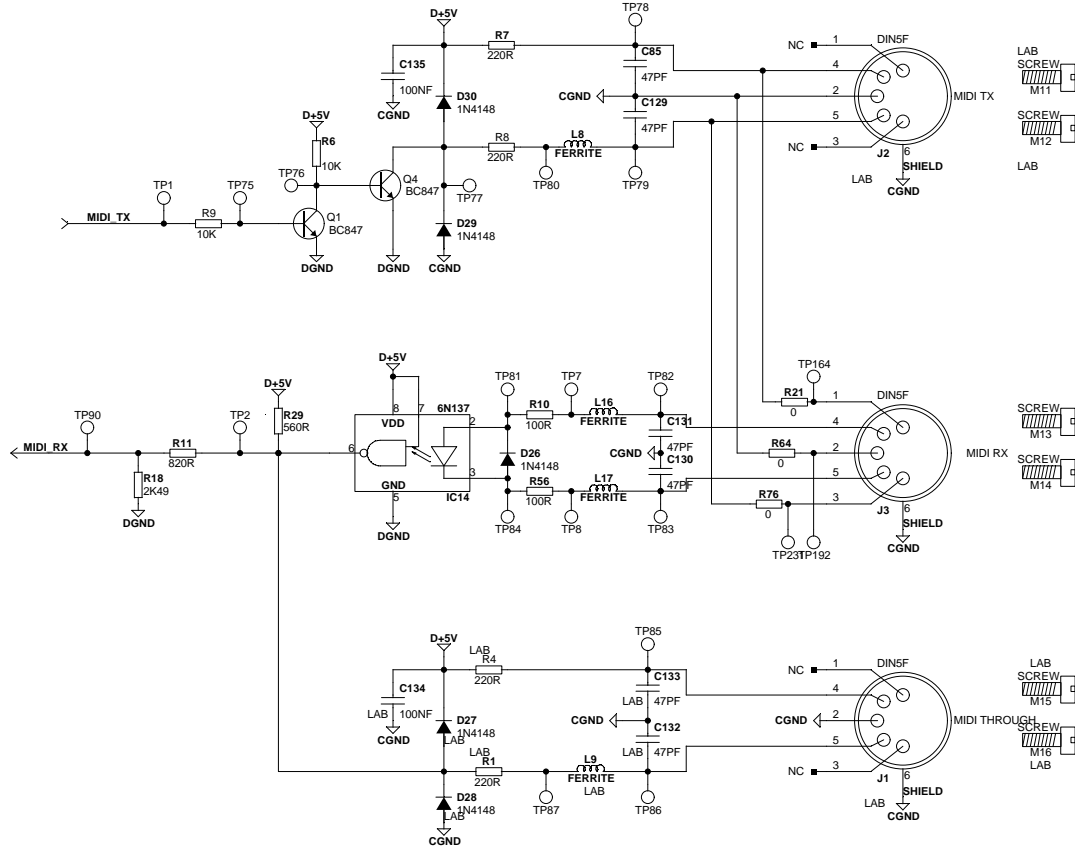 TP78
D+5V
R7
220R
C135
100NF
CGND
D30
1N4148
C85
47PF
CGND
C129
47PF
NC
1
4
2
5
NC
3
DIN5F
MIDI TX
J2
6
SHIELD
LAB
CGND
LAB
SCREW
M11
SCREW
M12
LAB
D+5V
R6
10K
TP76
Q4
BC847
R8
220R
L8
FERRITE
TP80
TP79
TP77
TP1
TP75
MIDI_TX
R9
10K
Q1
BC847
D29
1N4148
DGND
DGND
CGND
D+5V
TP81
TP7
TP82
TP164
R21
0
1
DIN5F
D+5V
R29
560R
TP90
TP2
MIDI_RX
R11
820R
R18
2K49
DGND
8
7
6N137
VDD
2
6
3
GND
5
IC14
DGND
R10
100R
L16
FERRITE
C131
47PF
D26
1N4148
CGND
C130
47PF
R56
100R
L17
FERRITE
TP84
TP8
TP83
4
R64
0
2
5
R76
0
3
MIDI RX
J3
6
SHIELD
CGND
TP231
TP192
SCREW
M13
SCREW
M14
D+5V
LAB
R4
220R
TP85
C134
LAB
100NF
CGND
D27
1N4148
LAB
C133
LAB
47PF
CGND
C132
LAB
47PF
LAB
R1
220R
L9
FERRITE
LAB
TP87
TP86
D28
1N4148
LAB
CGND
NC
1
4
CGND
2
5
NC
3
DIN5F
MIDI THROUGH
J1
6
SHIELD
LAB
CGND
LAB
SCREW
M15
SCREW
M16
LAB